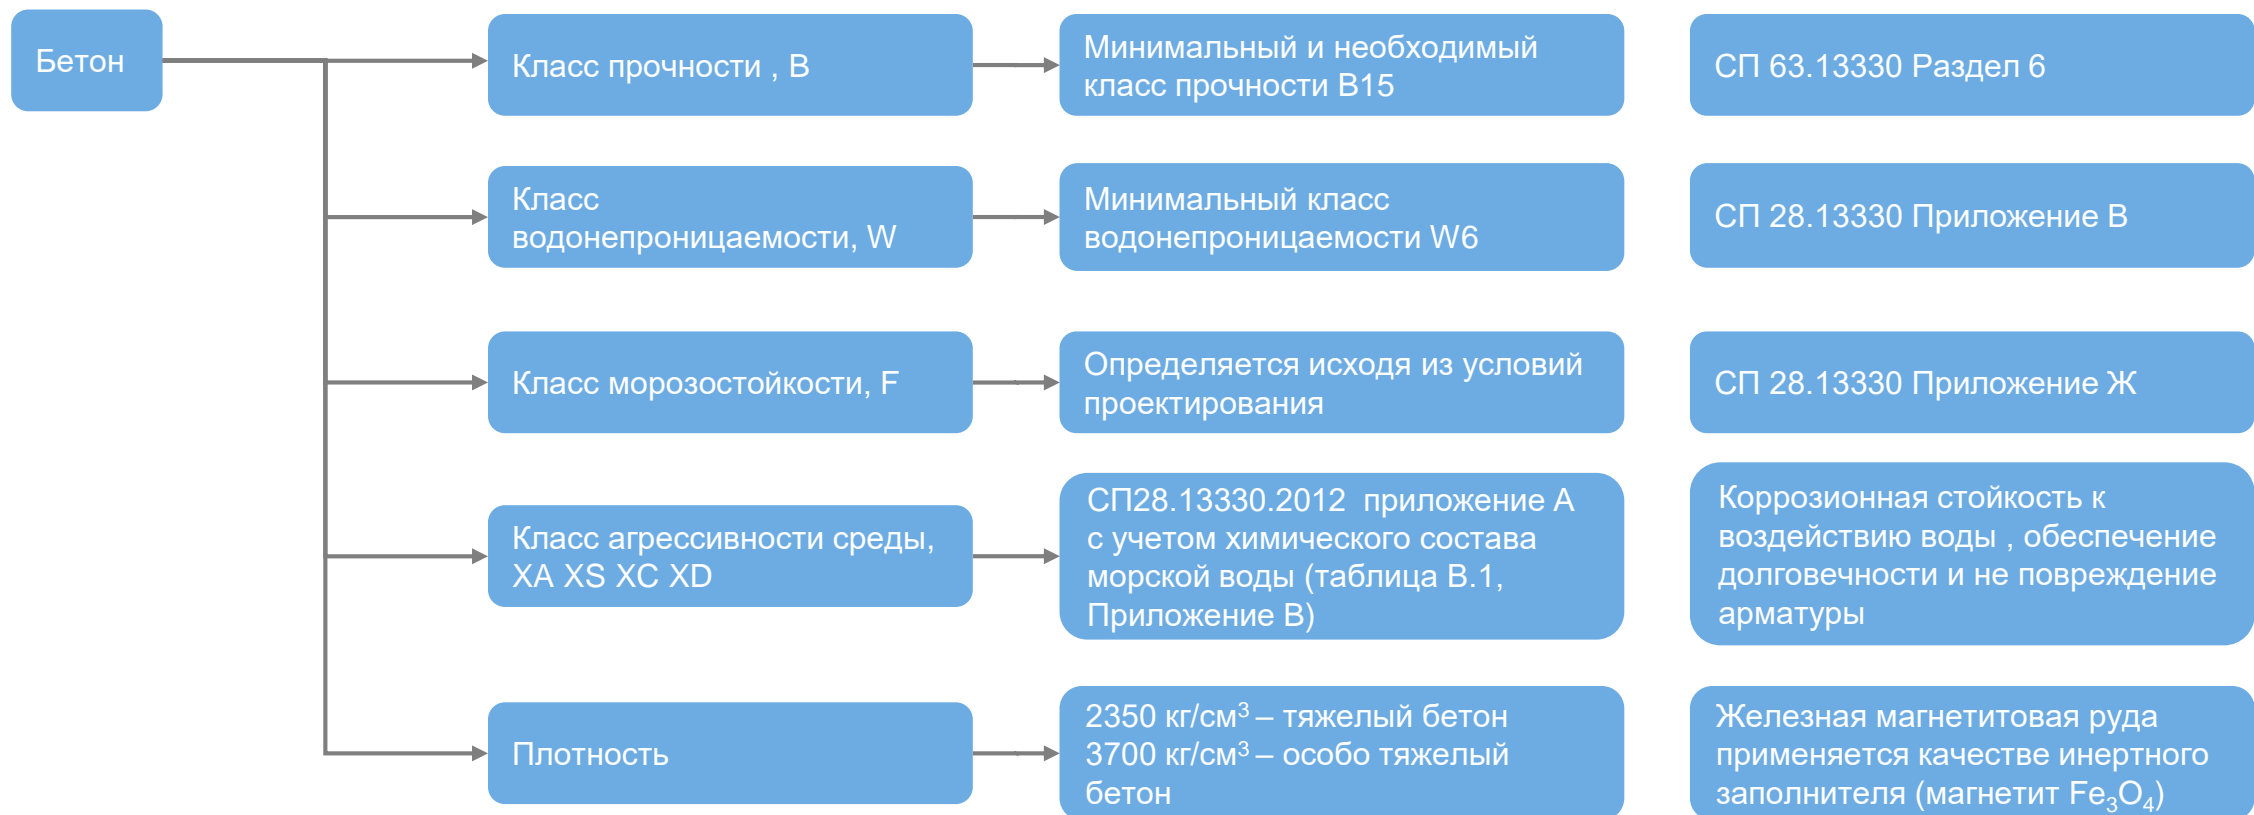 Бетон
Класс прочности , В
Минимальный и необходимый
класс прочности В15
СП 63.13330 Раздел 6
Класс
водонепроницаемости, W
Минимальный класс
водонепроницаемости W6
СП 28.13330 Приложение В
Класс морозостойкости, F
Определяется исходя из условий
проектирования
СП 28.13330 Приложение Ж
Класс агрессивности среды,
ХА XS ХС XD
СП28.13330.2012 приложение А
с учетом химического состава
морской воды (таблица В.1,
Приложение В)
Коррозионная стойкость к
воздействию воды , обеспечение
долговечности и не повреждение
арматуры
Плотность
2350 кг/см³ – тяжелый бетон
3700 кг/см³ – особо тяжелый
бетон
Железная магнетитовая руда
применяется качестве инертного
заполнителя (магнетит Fe₃O₄)